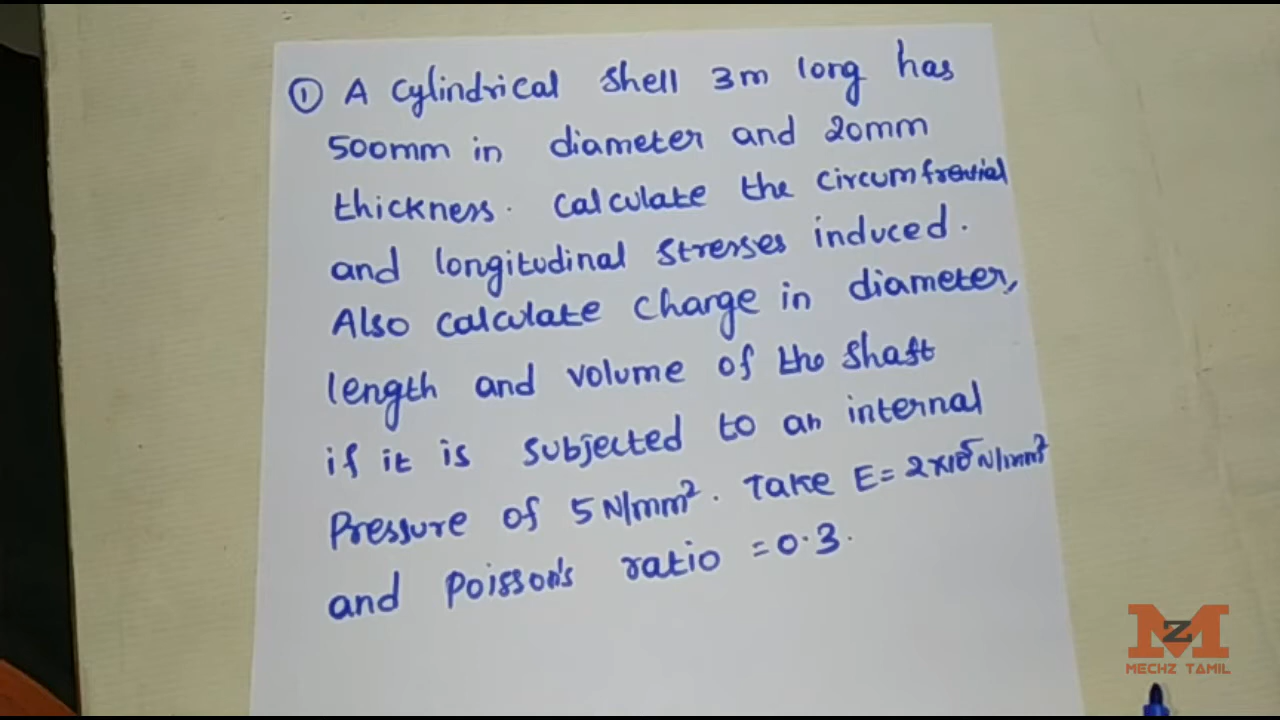 ① A cylindrical shell 3m long has
500mm in diameter and 20mm
thickness. Calculate the circumfrential
and longitudinal stresses induced.
Also calculate change in diameter,
length and volume of the shaft
if it is subjected to an internal
Pressure of 5 N/mm². Take E = 2×10⁵ N/mm²
and Poisson's ratio = 0.3.
MZ
MECHZ TAMIL